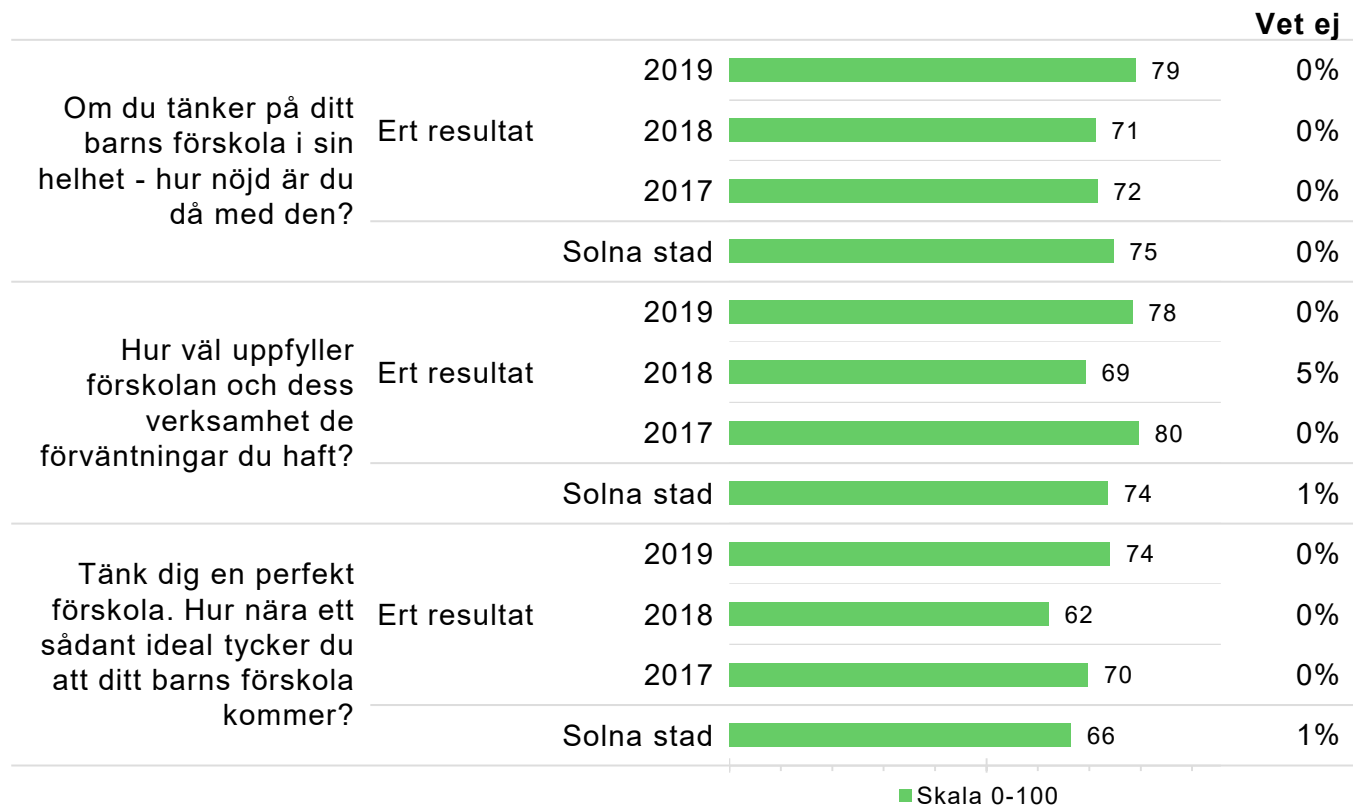 Vet ej
Om du tänker på ditt
barns förskola i sin
helhet - hur nöjd är du
då med den?
Ert resultat
2019 79 0%
2018 71 0%
2017 72 0%
Solna stad 75 0%
Hur väl uppfyller
förskolan och dess
verksamhet de
förväntningar du haft?
Ert resultat
2019 78 0%
2018 69 5%
2017 80 0%
Solna stad 74 1%
Tänk dig en perfekt
förskola. Hur nära ett
sådant ideal tycker du
att ditt barns förskola
kommer?
Ert resultat
2019 74 0%
2018 62 0%
2017 70 0%
Solna stad 66 1%
Skala 0-100